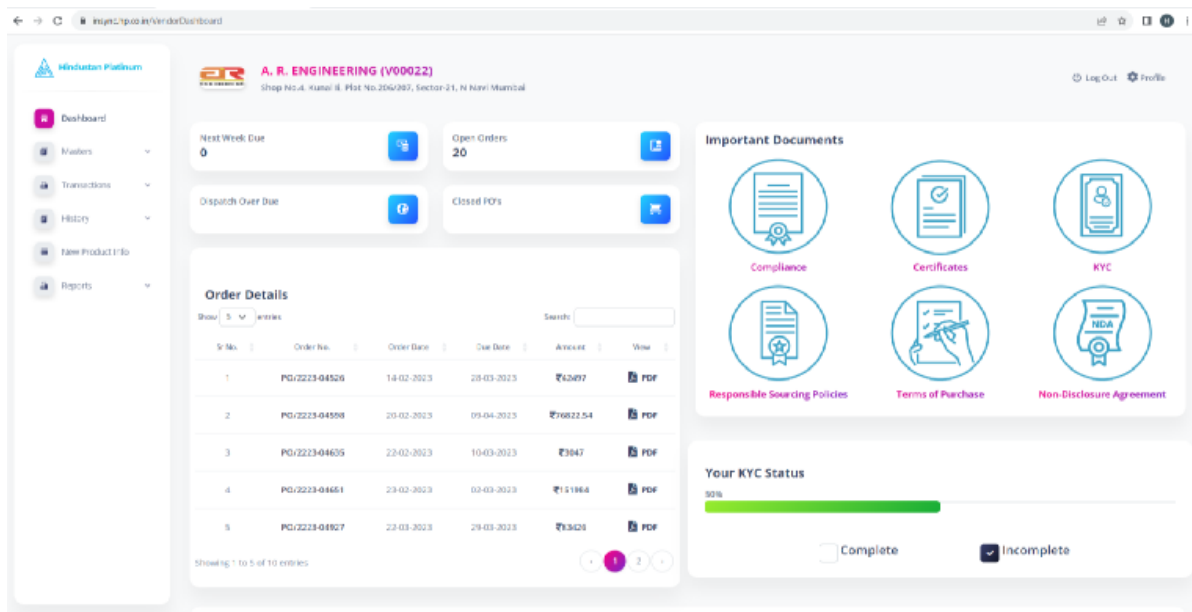 insync.hp.co.in/VendorDashboard
Hindustan Platinum
A. R. ENGINEERING (V00022)
Shop No.4, Kunal II, Plot No.206/207, Sector-21, N Navi Mumbai
Log Out
Profile
Dashboard
Masters
Transactions
History
New Product Info
Reports
Next Week Due
0
Open Orders
20
Dispatch Over Due
Closed PO's
Order Details
Show 5 entries
Search:
Sr No. Order No. Order Date Due Date Amount View
1 PO/2223-04526 14-02-2023 28-03-2023 ₹42497 PDF
2 PO/2223-04598 20-02-2023 09-04-2023 ₹76822.54 PDF
3 PO/2223-04635 22-02-2023 10-03-2023 ₹3047 PDF
4 PO/2223-04651 23-02-2023 02-03-2023 ₹151964 PDF
5 PO/2223-04927 22-03-2023 29-03-2023 PDF
Showing 1 to 5 of 10 entries
1 2
Important Documents
Compliance
Certificates
KYC
NDA
Responsible Sourcing Policies
Terms of Purchase
Non-Disclosure Agreement
Your KYC Status
50%
Complete
Incomplete